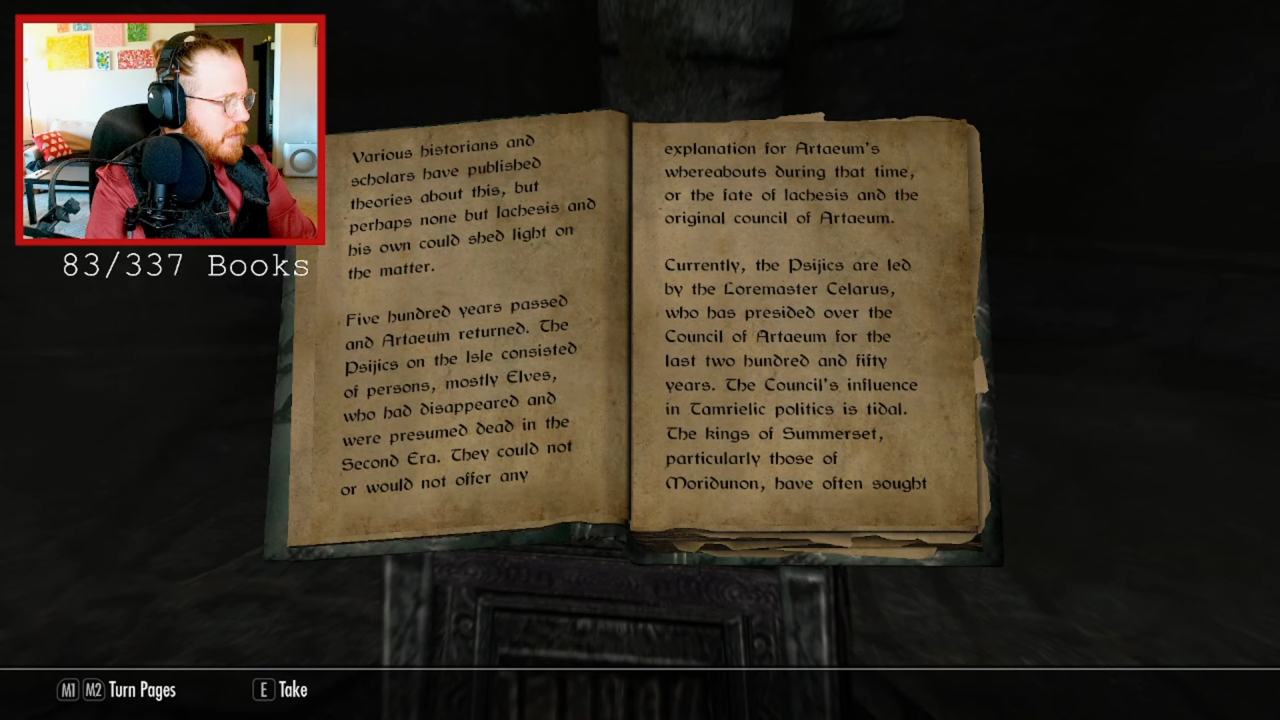 Various historians and
scholars have published
theories about this, but
perhaps none but Iachesis and
his own could shed light on
the matter.
Five hundred years passed
and Artaeum returned. The
Psijics on the Isle consisted
of persons, mostly Elves,
who had disappeared and
were presumed dead in the
Second Era. They could not
or would not offer any
explanation for Artaeum's
whereabouts during that time,
or the fate of Iachesis and the
original council of Artaeum.
Currently, the Psijics are led
by the Loremaster Celarus,
who has presided over the
Council of Artaeum for the
last two hundred and fifty
years. The Council's influence
in Tamrielic politics is tidal.
The kings of Summerset,
particularly those of
Moridunon, have often sought
83/337 Books
M1 M2 Turn Pages
E Take